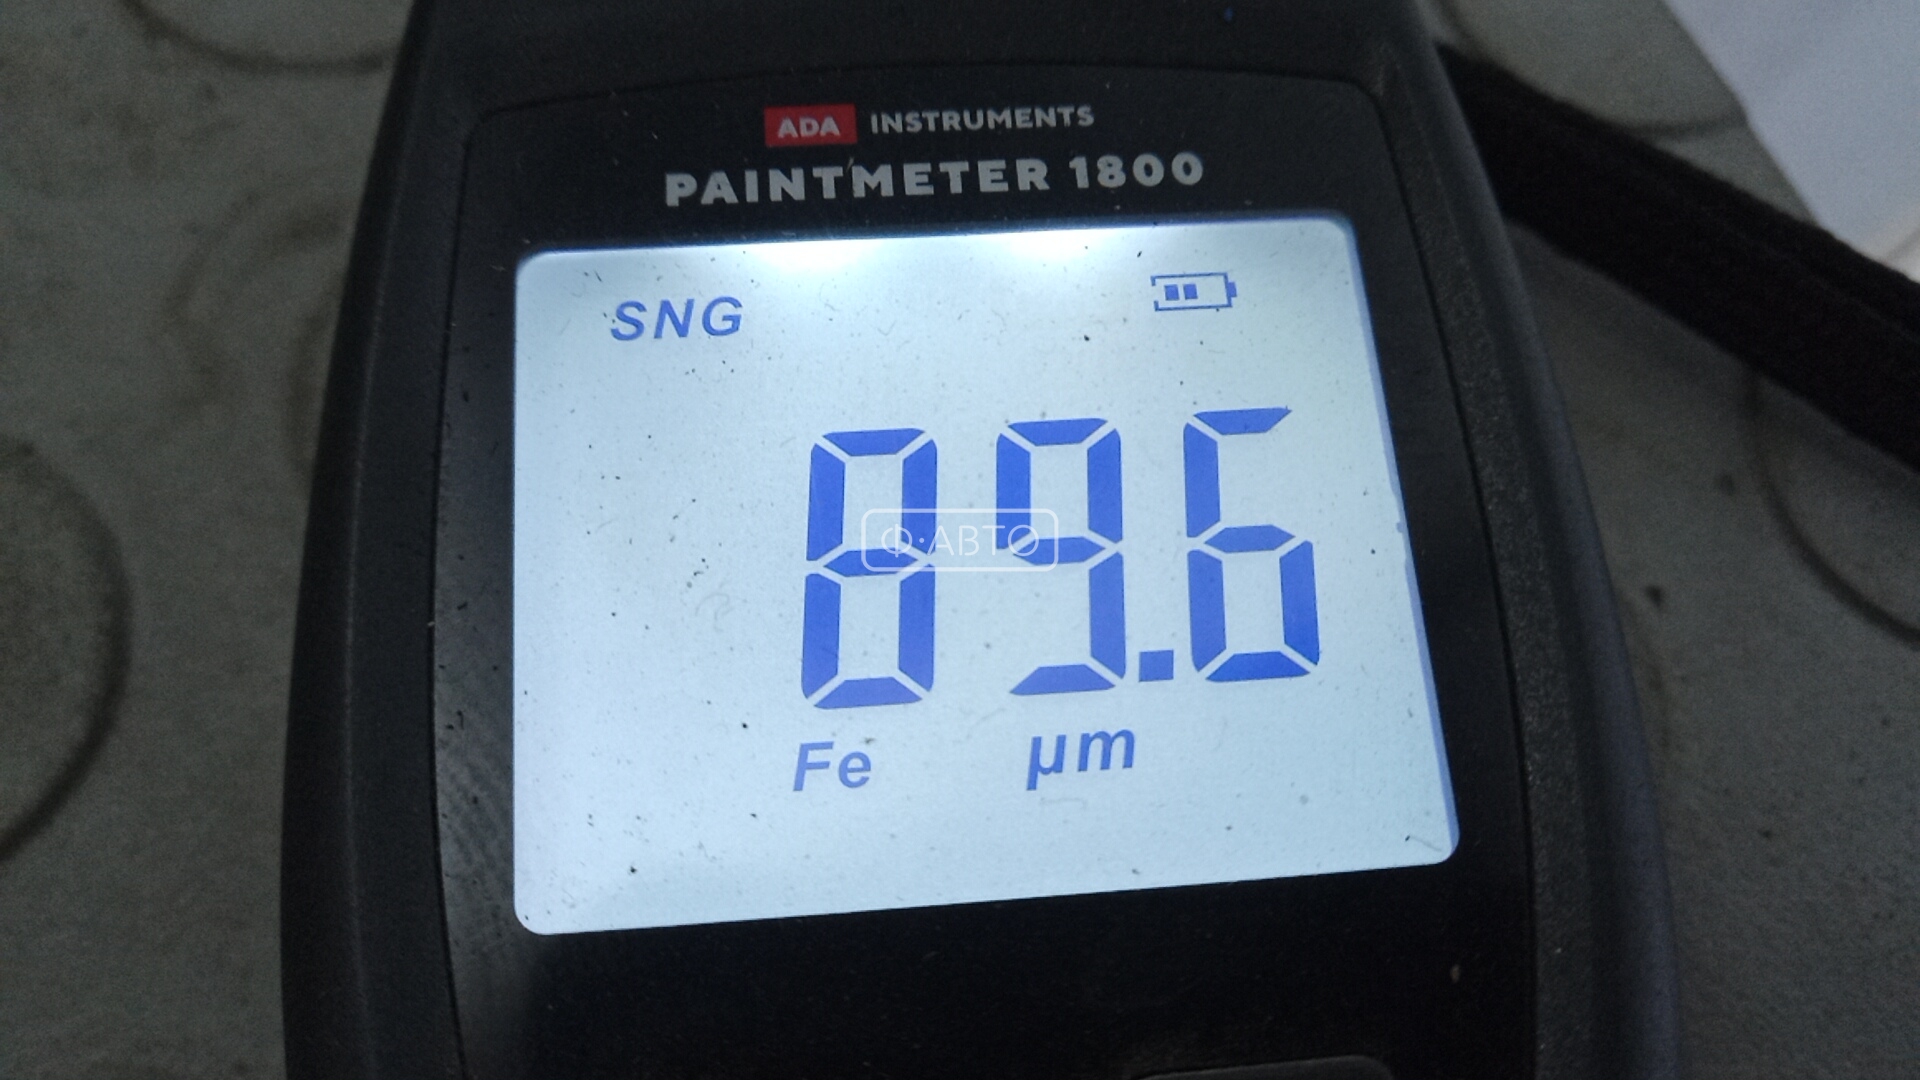 ADA INSTRUMENTS
PAINTMETER 1800
SNG
89.6
Ф·АВТО
Fe µm